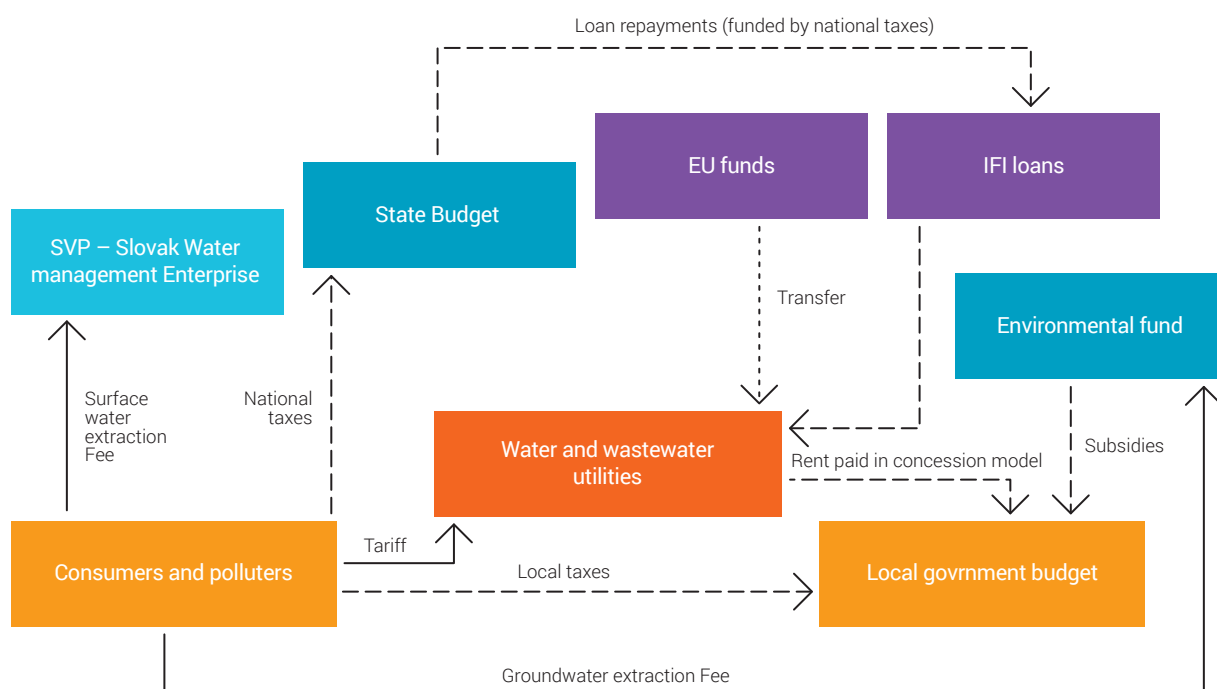 Loan repayments (funded by national taxes)
EU funds
IFI loans
State Budget
SVP – Slovak Water
management Enterprise
Transfer
Environmental fund
Surface
water
extraction
Fee
National
taxes
Water and wastewater
utilities
Rent paid in concession model
Subsidies
Tariff
Consumers and polluters
Local taxes
Local govrnment budget
Groundwater extraction Fee